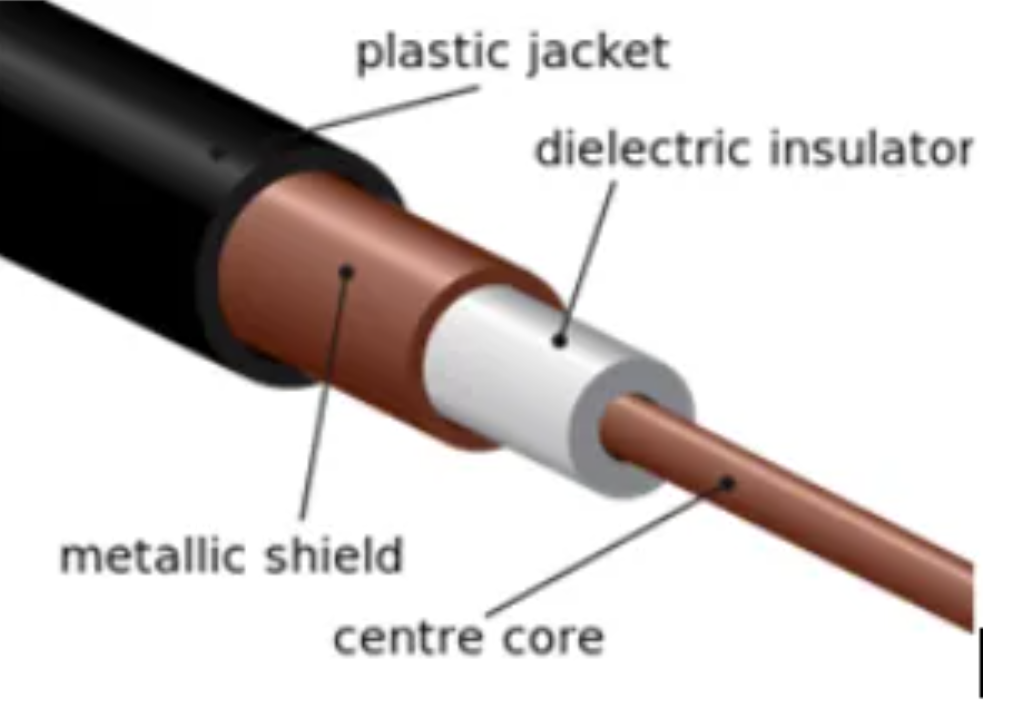 plastic jacket
dielectric insulator
metallic shield
centre core